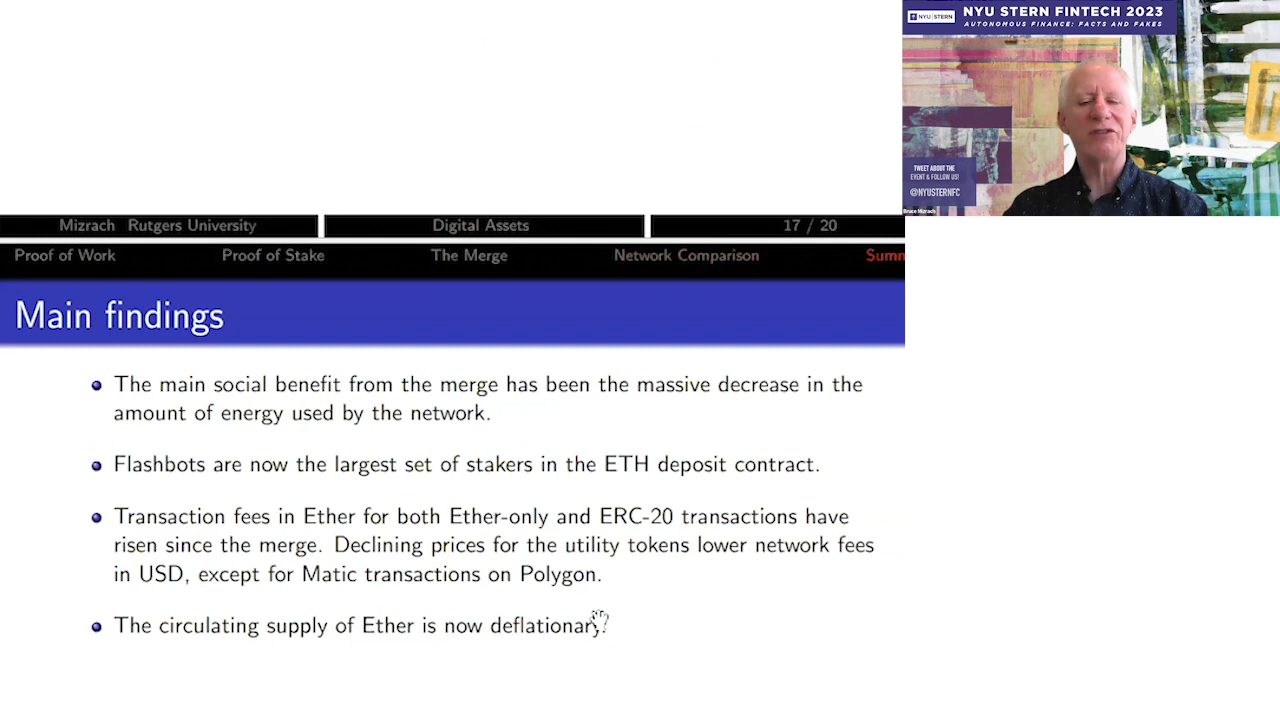 NYU STERN
NYU STERN FINTECH 2023
AUTONOMOUS FINANCE: FACTS AND FAKES
TWEET ABOUT THE
EVENT & FOLLOW US!
@NYUSTERNFC
Bruce Mizrach
Mizrach Rutgers University Digital Assets 17 / 20
Proof of Work Proof of Stake The Merge Network Comparison Summ
Main findings
The main social benefit from the merge has been the massive decrease in the
amount of energy used by the network.
Flashbots are now the largest set of stakers in the ETH deposit contract.
Transaction fees in Ether for both Ether-only and ERC-20 transactions have
risen since the merge. Declining prices for the utility tokens lower network fees
in USD, except for Matic transactions on Polygon.
The circulating supply of Ether is now deflationary.